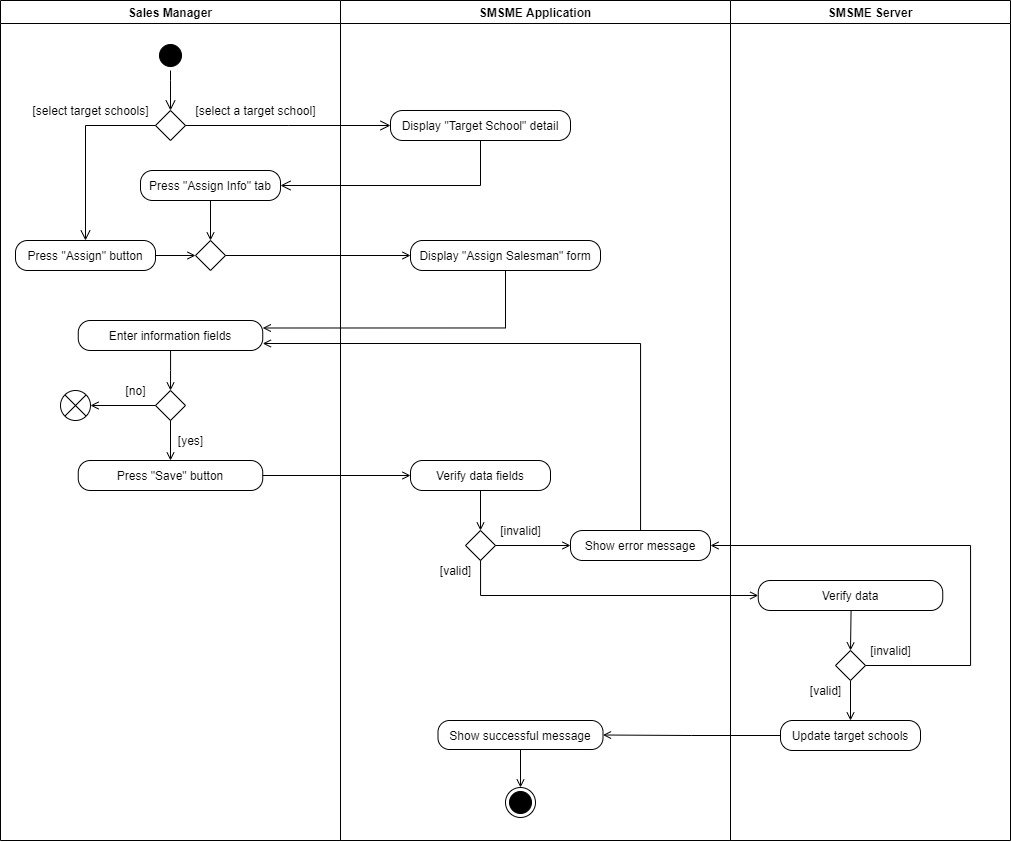 Sales Manager
SMSME Application
SMSME Server
[select target schools]
[select a target school]
Display "Target School" detail
Press "Assign Info" tab
Press "Assign" button
Display "Assign Salesman" form
Enter information fields
[no]
[yes]
Press "Save" button
Verify data fields
[invalid]
Show error message
[valid]
Verify data
[invalid]
[valid]
Show successful message
Update target schools